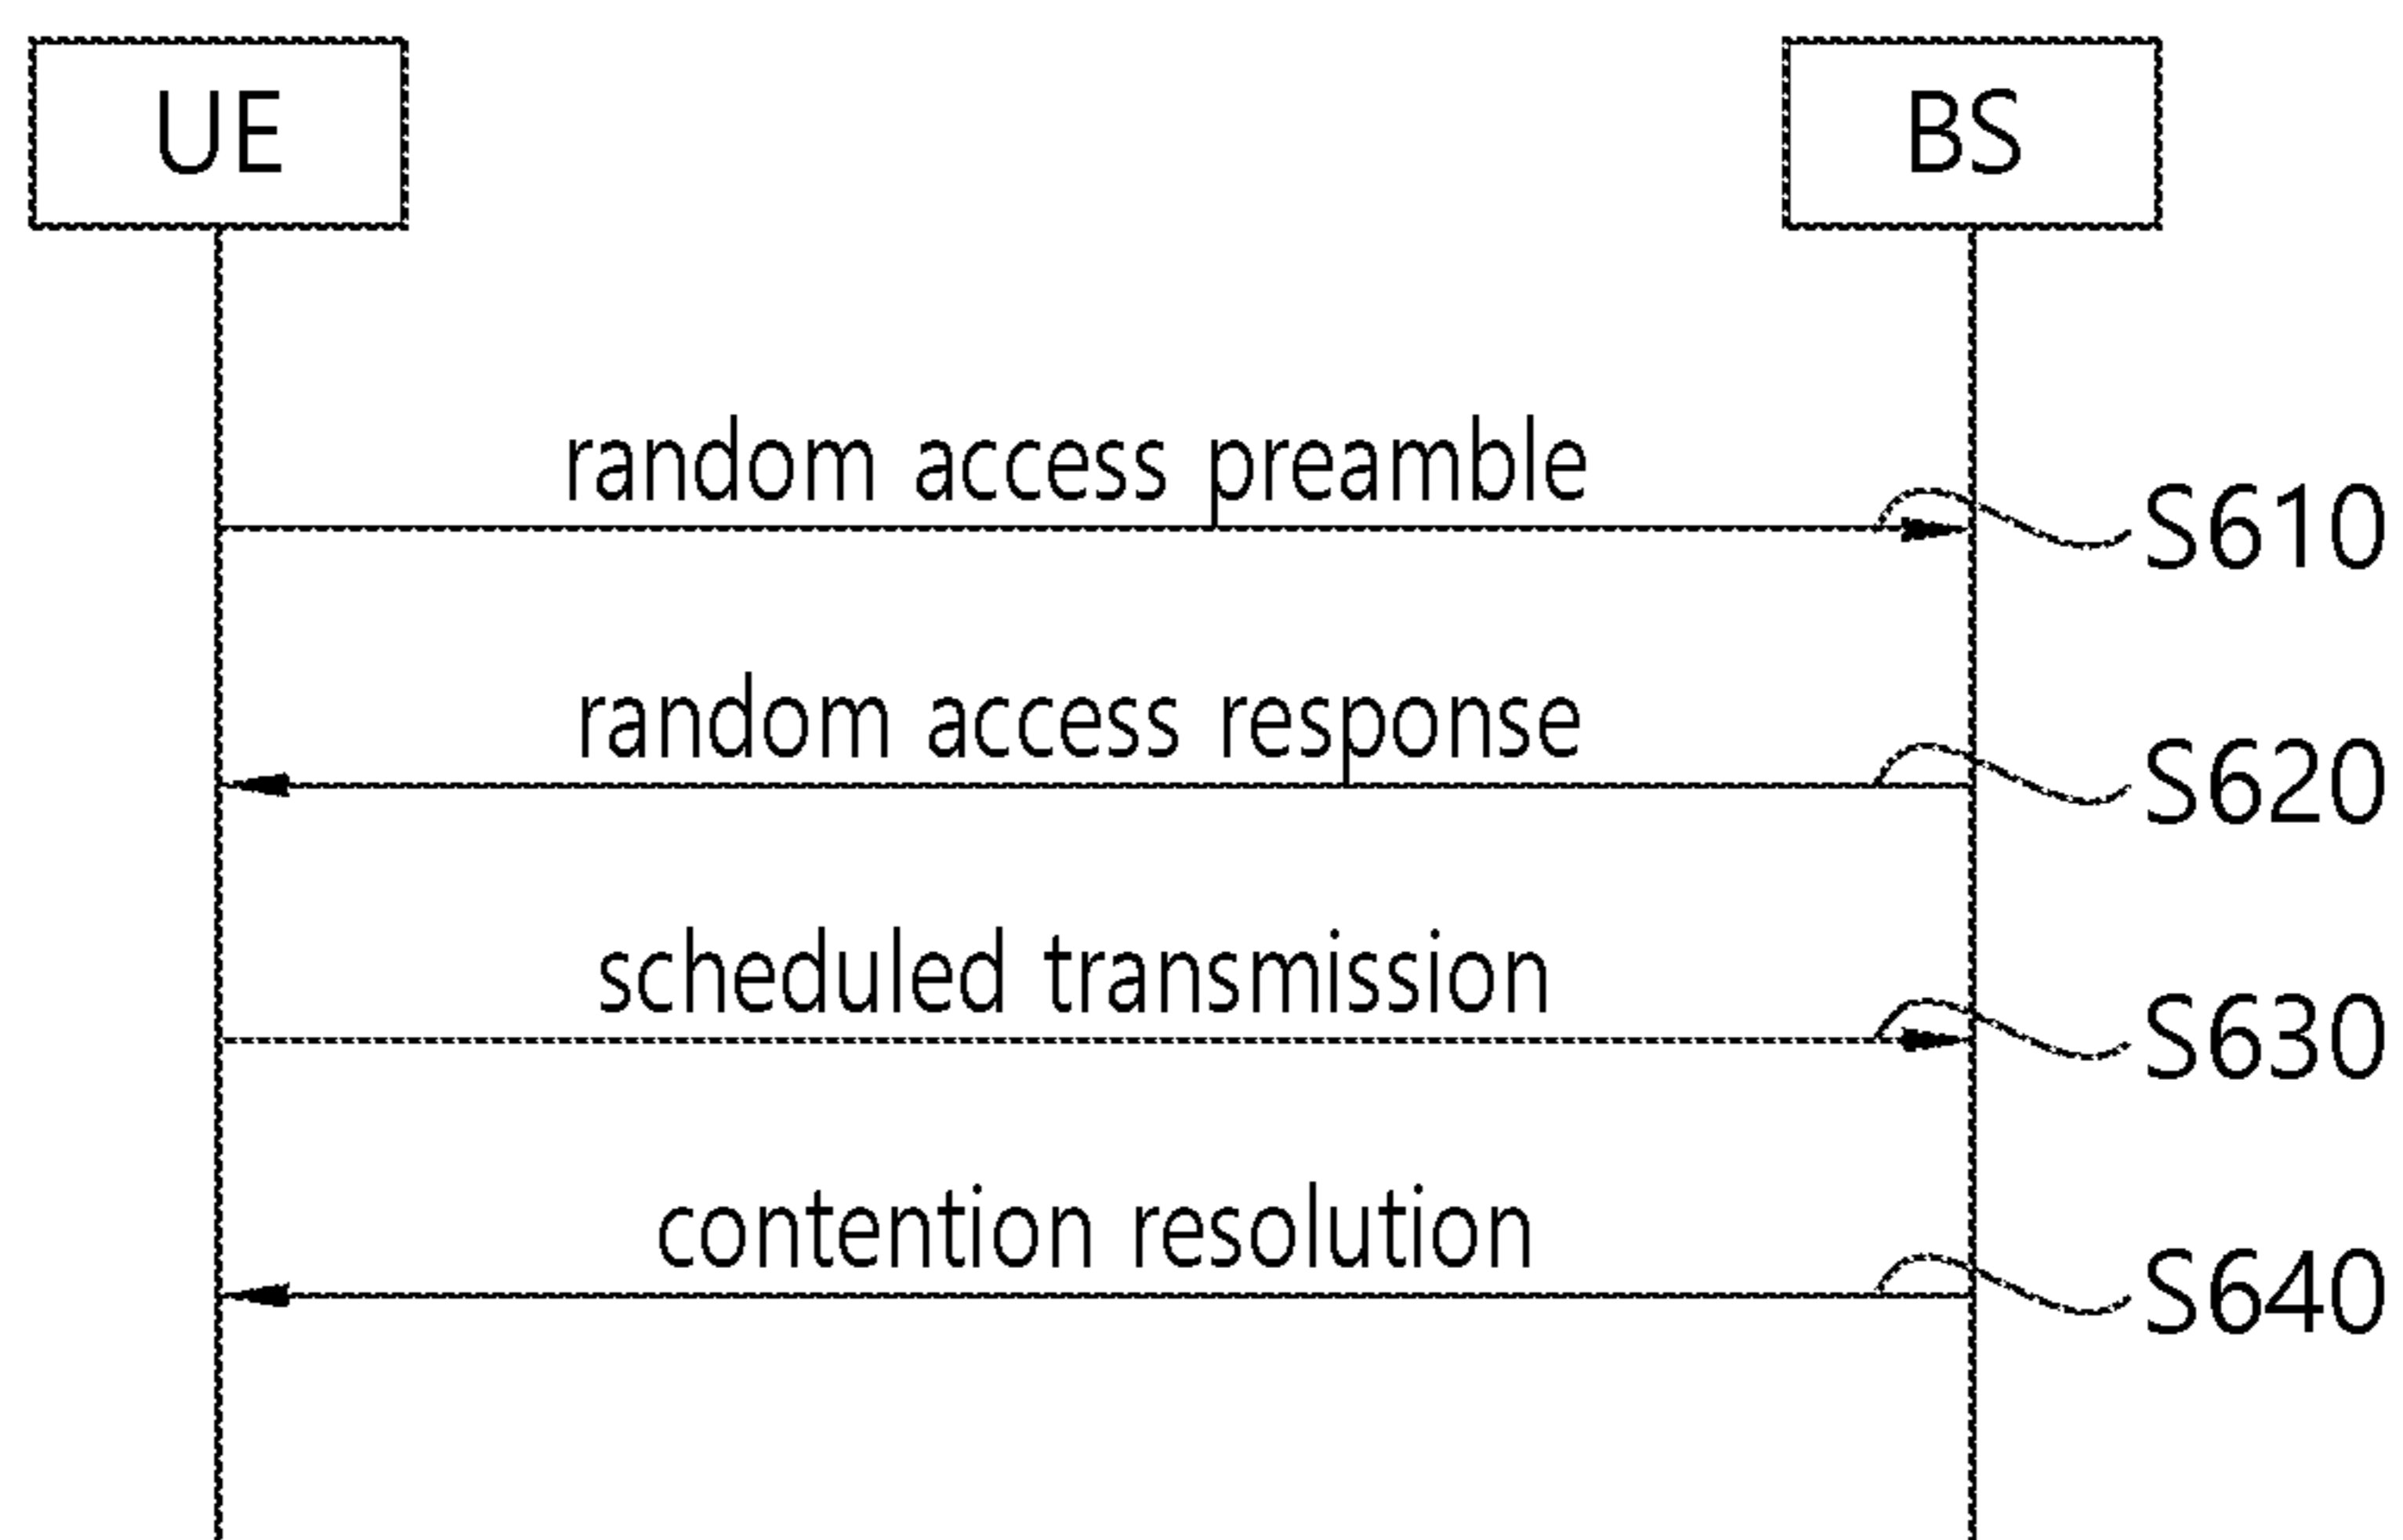 UE
BS
random access preamble
S610
random access response
S620
scheduled transmission
S630
contention resolution
S640